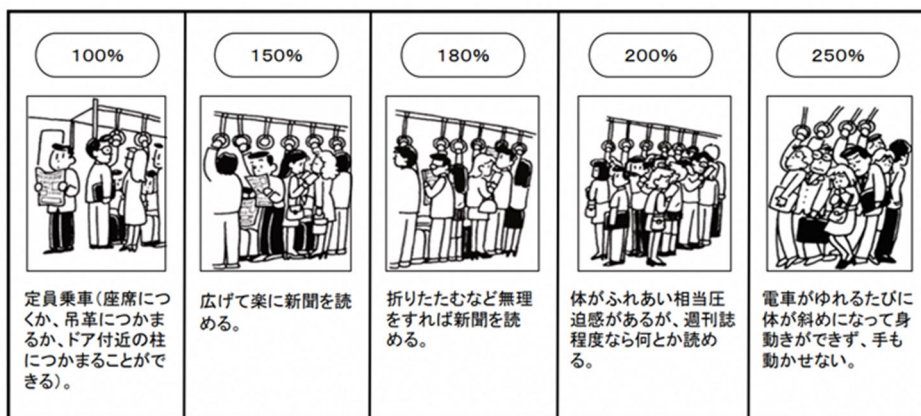 100%
定員乗車(座席につ
くか、吊革につかま
るか、ドア付近の柱
につかまることがで
きる)。
150%
広げて楽に新聞を読
める。
180%
折りたたむなど無理
をすれば新聞を読
める。
200%
体がふれあい相当圧
迫感があるが、週刊誌
程度なら何とか読め
る。
250%
電車がゆれるたびに
体が斜めになって身
動きができず、手も
動かせない。